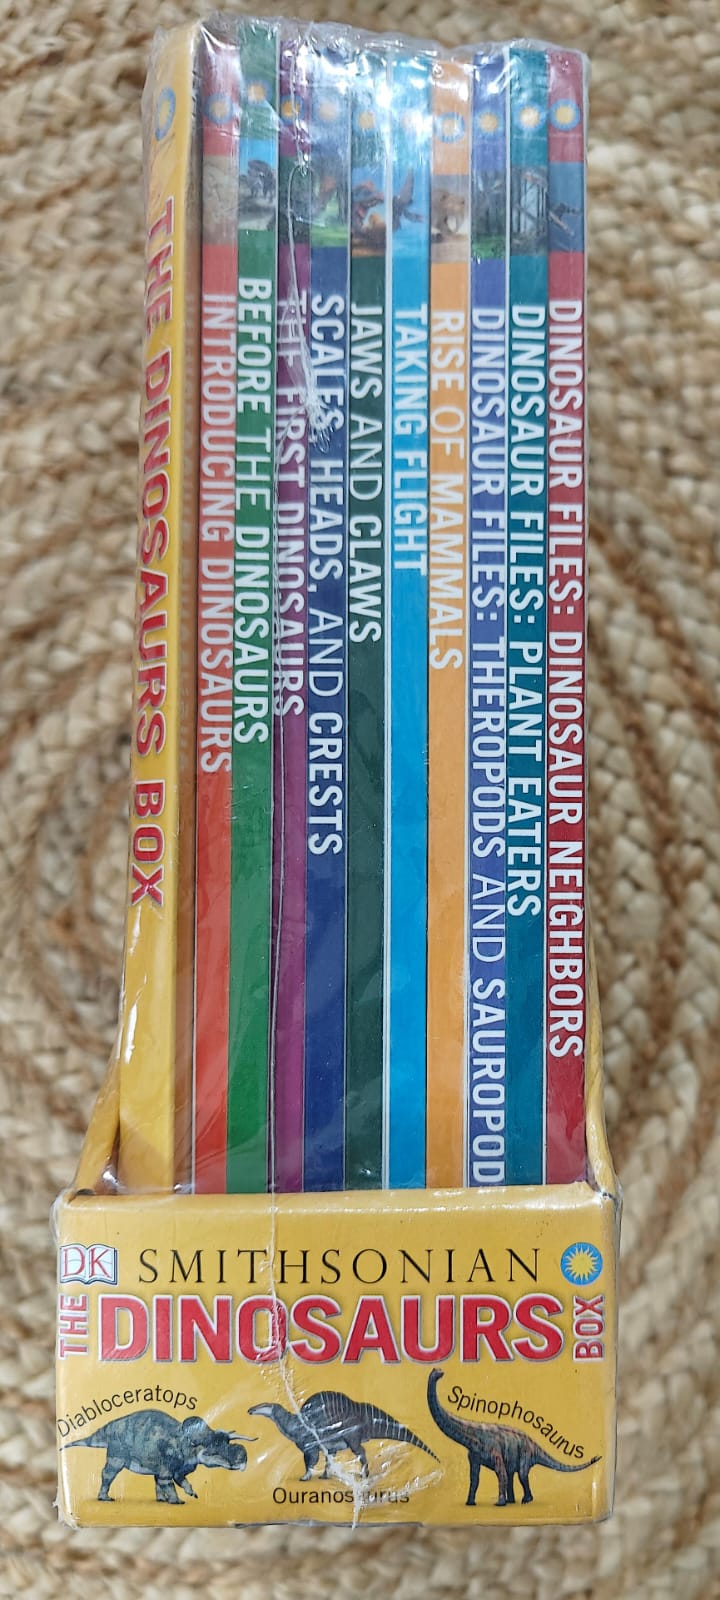 THE DINOSAURS BOX
INTRODUCING DINOSAURS
BEFORE THE DINOSAURS
THE FIRST DINOSAURS
SCALES, HEADS, AND CRESTS
JAWS AND CLAWS
TAKING FLIGHT
RISE OF MAMMALS
DINOSAUR FILES: THEROPODS AND SAUROPOD
DINOSAUR FILES: PLANT EATERS
DINOSAUR FILES: DINOSAUR NEIGHBORS
DK SMITHSONIAN
THE DINOSAURS BOX
Diabloceratops
Ouranosaurus
Spinophosaurus